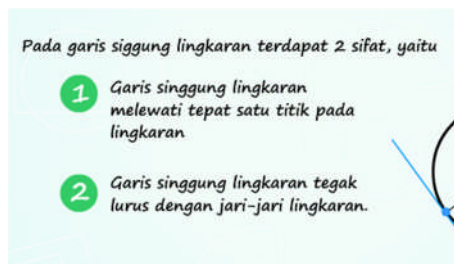 Pada garis siggung lingkaran terdapat 2 sifat, yaitu
1 Garis singgung lingkaran
melewati tepat satu titik pada
lingkaran
2 Garis singgung lingkaran tegak
lurus dengan jari-jari lingkaran.